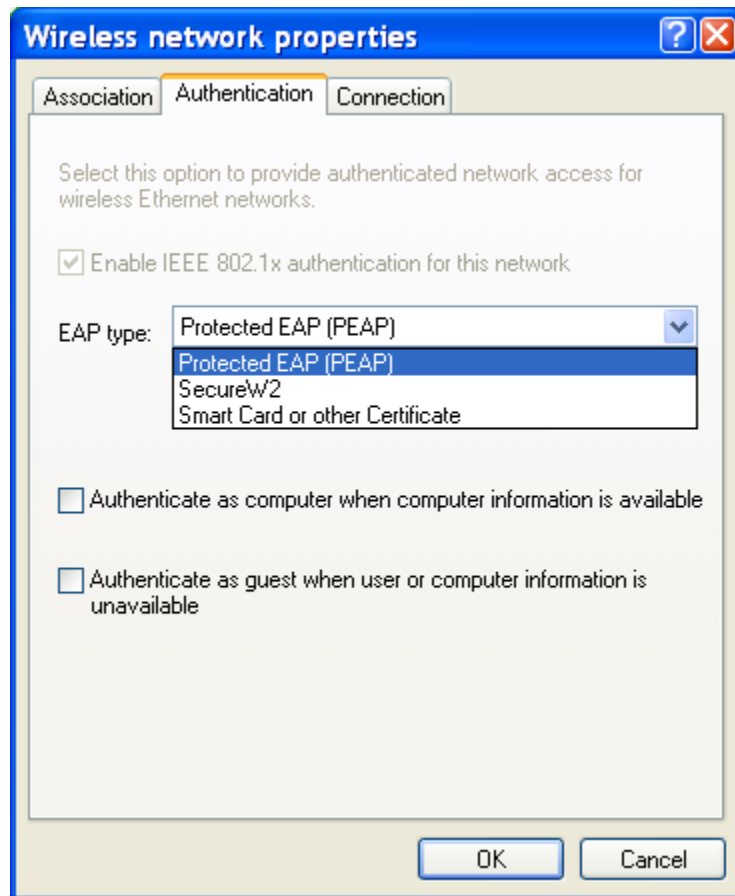 Wireless network properties
Association Authentication Connection
Select this option to provide authenticated network access for
wireless Ethernet networks.
Enable IEEE 802.1x authentication for this network
EAP type: Protected EAP (PEAP)
Protected EAP (PEAP)
SecureW2
Smart Card or other Certificate
Authenticate as computer when computer information is available
Authenticate as guest when user or computer information is
unavailable
OK Cancel